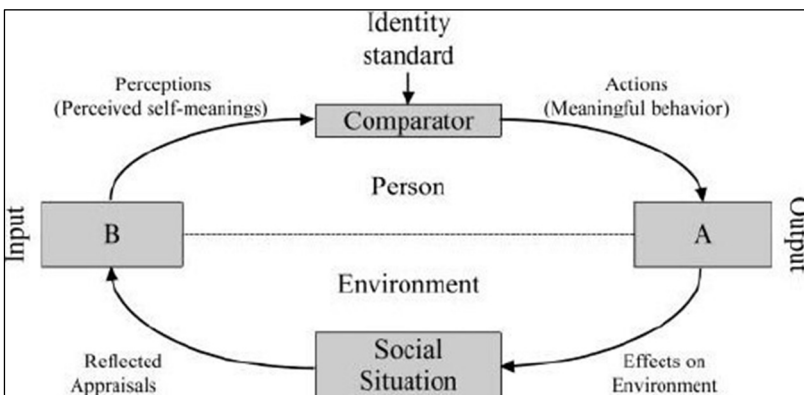 Identity
standard
Perceptions
(Perceived self-meanings)
Actions
(Meaningful behavior)
Comparator
Person
Input
B
A
Output
Environment
Social
Situation
Reflected
Appraisals
Effects on
Environment